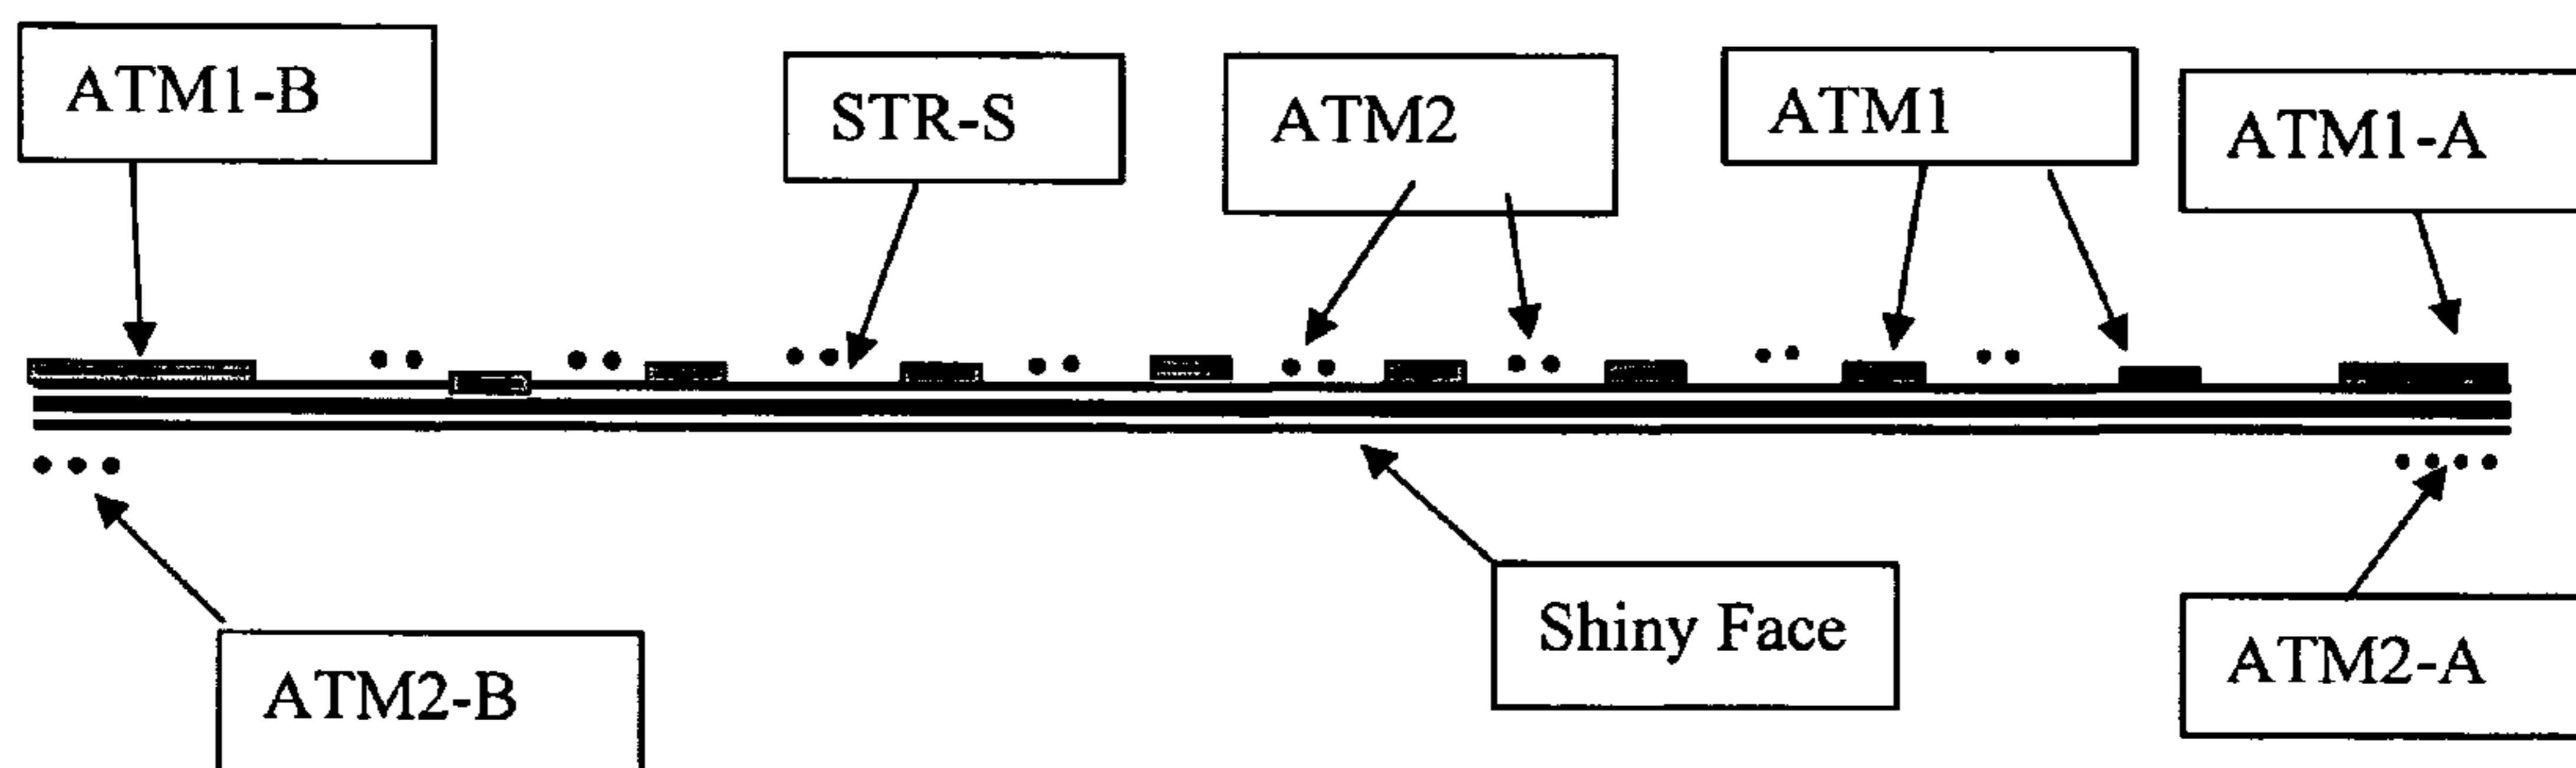 ATM1-B
STR-S
ATM2
ATM1
ATM1-A
Shiny Face
ATM2-B
ATM2-A